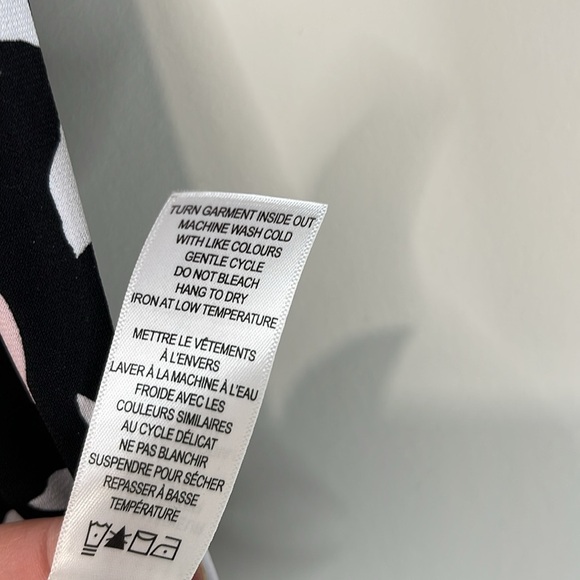 TURN GARMENT INSIDE OUT
MACHINE WASH COLD
WITH LIKE COLOURS
GENTLE CYCLE
DO NOT BLEACH
HANG TO DRY
IRON AT LOW TEMPERATURE
METTRE LE VÊTEMENTS
À L'ENVERS
LAVER À LA MACHINE À L'EAU
FROIDE AVEC LES
COULEURS SIMILAIRES
AU CYCLE DÉLICAT
NE PAS BLANCHIR
SUSPENDRE POUR SÉCHER
REPASSER À BASSE
TEMPÉRATURE